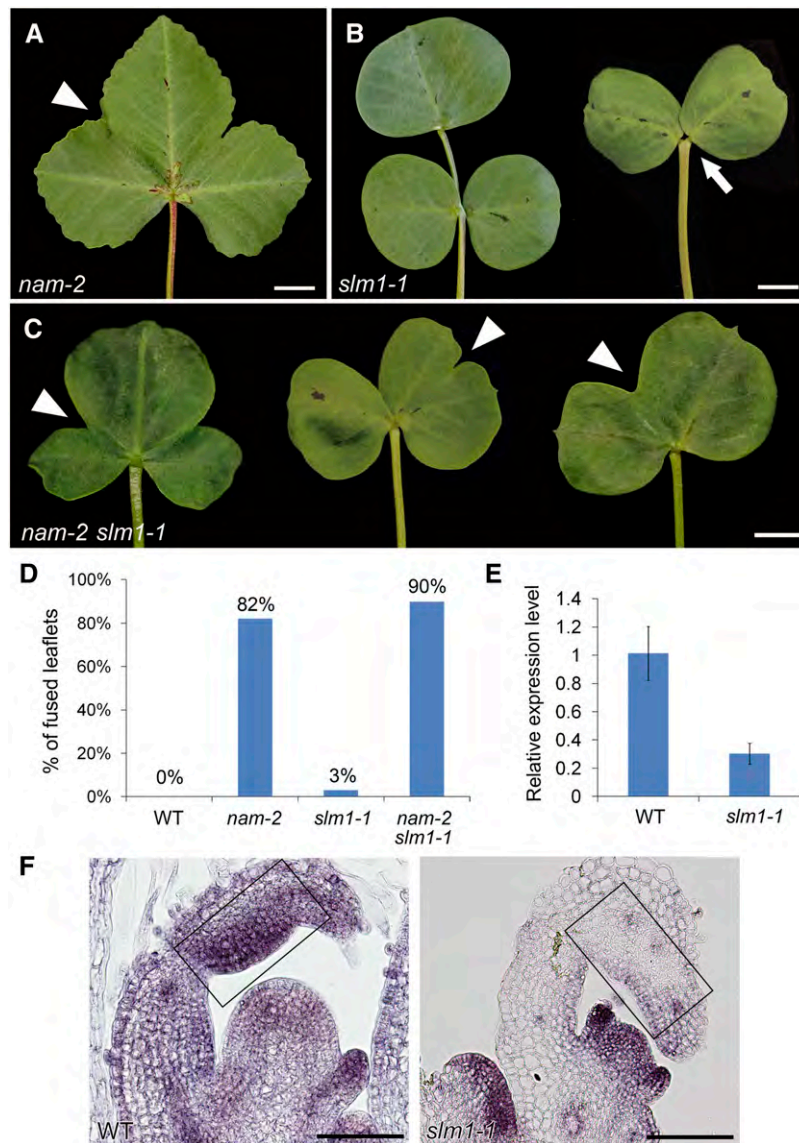 A
nam-2
B
slm1-1
C
nam-2 slm1-1
D
% of fused leaflets
100%
80%
60%
40%
20%
0%
0%
82%
3%
90%
WT
nam-2
slm1-1
nam-2
slm1-1
E
Relative expression level
1.4
1.2
1
0.8
0.6
0.4
0.2
0
WT
slm1-1
F
WT
slm1-1